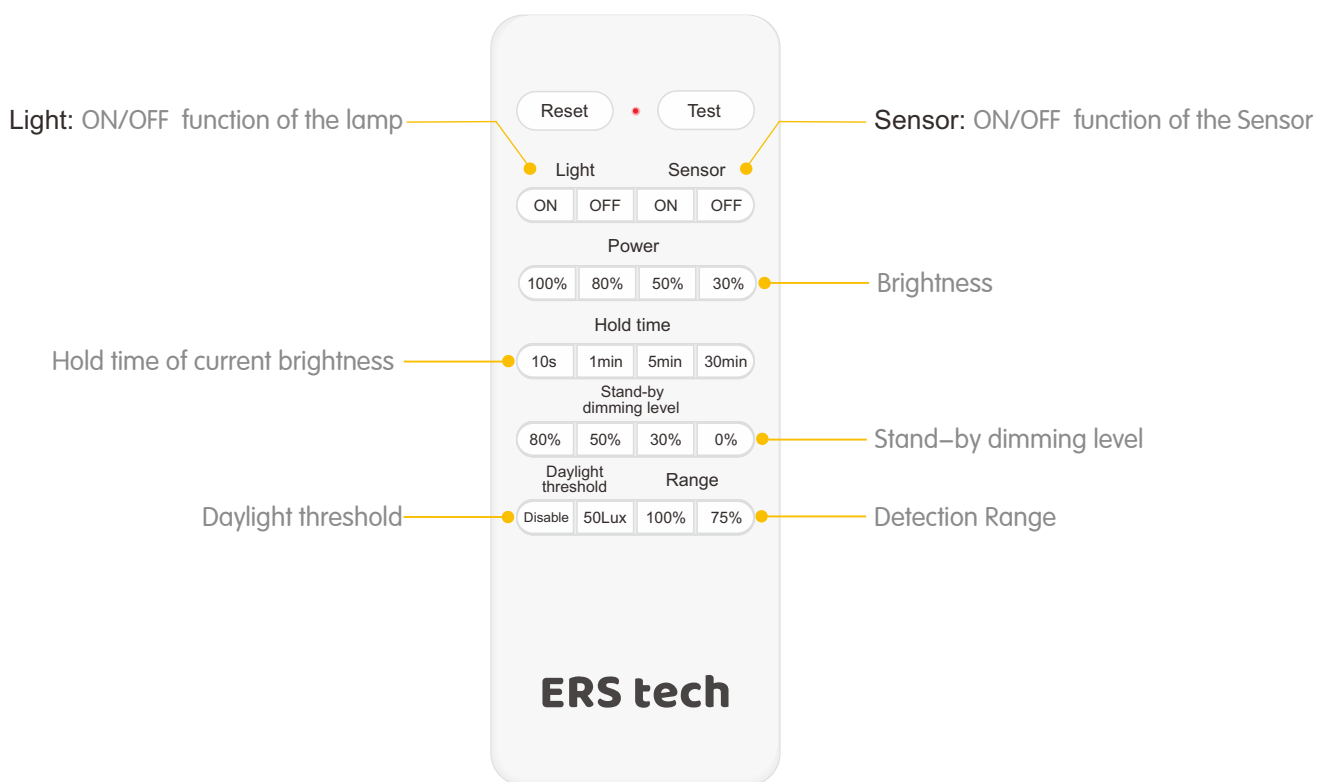 Reset Test
Light: ON/OFF function of the lamp
Sensor: ON/OFF function of the Sensor
Light Sensor
ON OFF ON OFF
Power
100% 80% 50% 30%
Brightness
Hold time
Hold time of current brightness
10s 1min 5min 30min
Stand-by
dimming level
80% 50% 30% 0%
Stand-by dimming level
Daylight
threshold
Range
Daylight threshold
Disable 50Lux 100% 75%
Detection Range
ERS tech